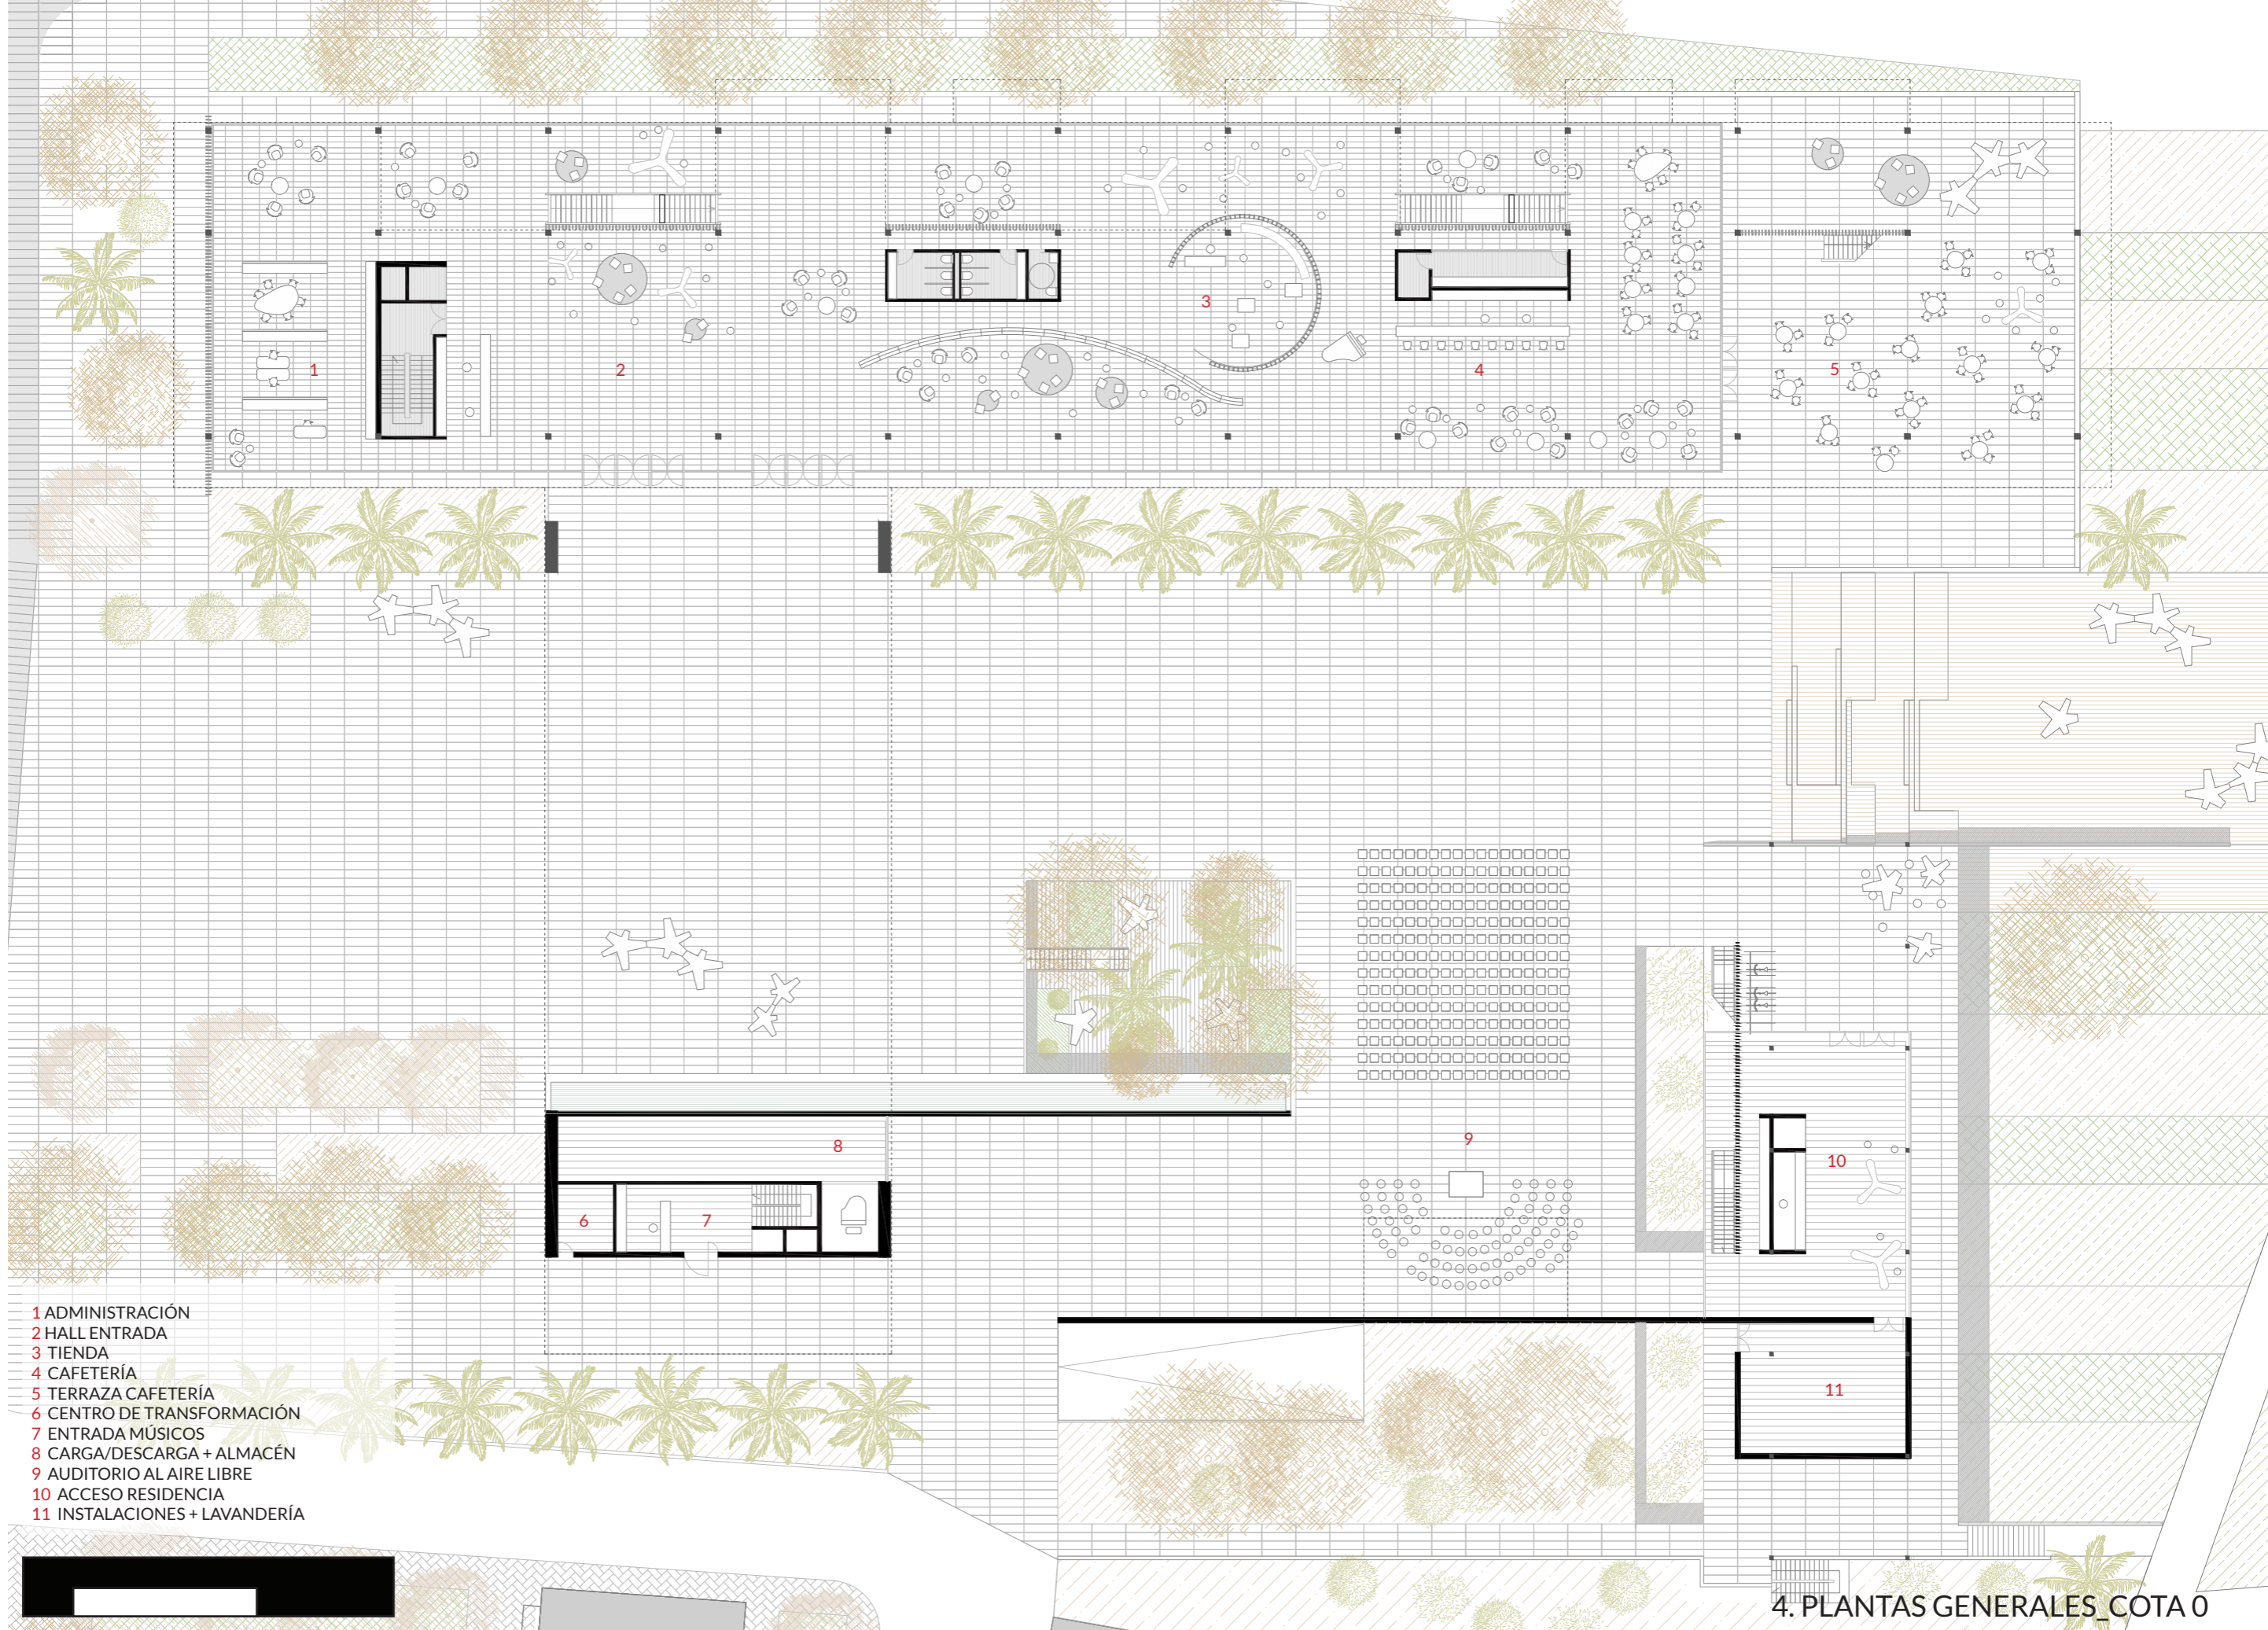 1
2
3
4
5
6
7
8
9
10
11
1 ADMINISTRACIÓN
2 HALL ENTRADA
3 TIENDA
4 CAFETERÍA
5 TERRAZA CAFETERÍA
6 CENTRO DE TRANSFORMACIÓN
7 ENTRADA MÚSICOS
8 CARGA/DESCARGA + ALMACÉN
9 AUDITORIO AL AIRE LIBRE
10 ACCESO RESIDENCIA
11 INSTALACIONES + LAVANDERÍA
4. PLANTAS GENERALES_COTA 0